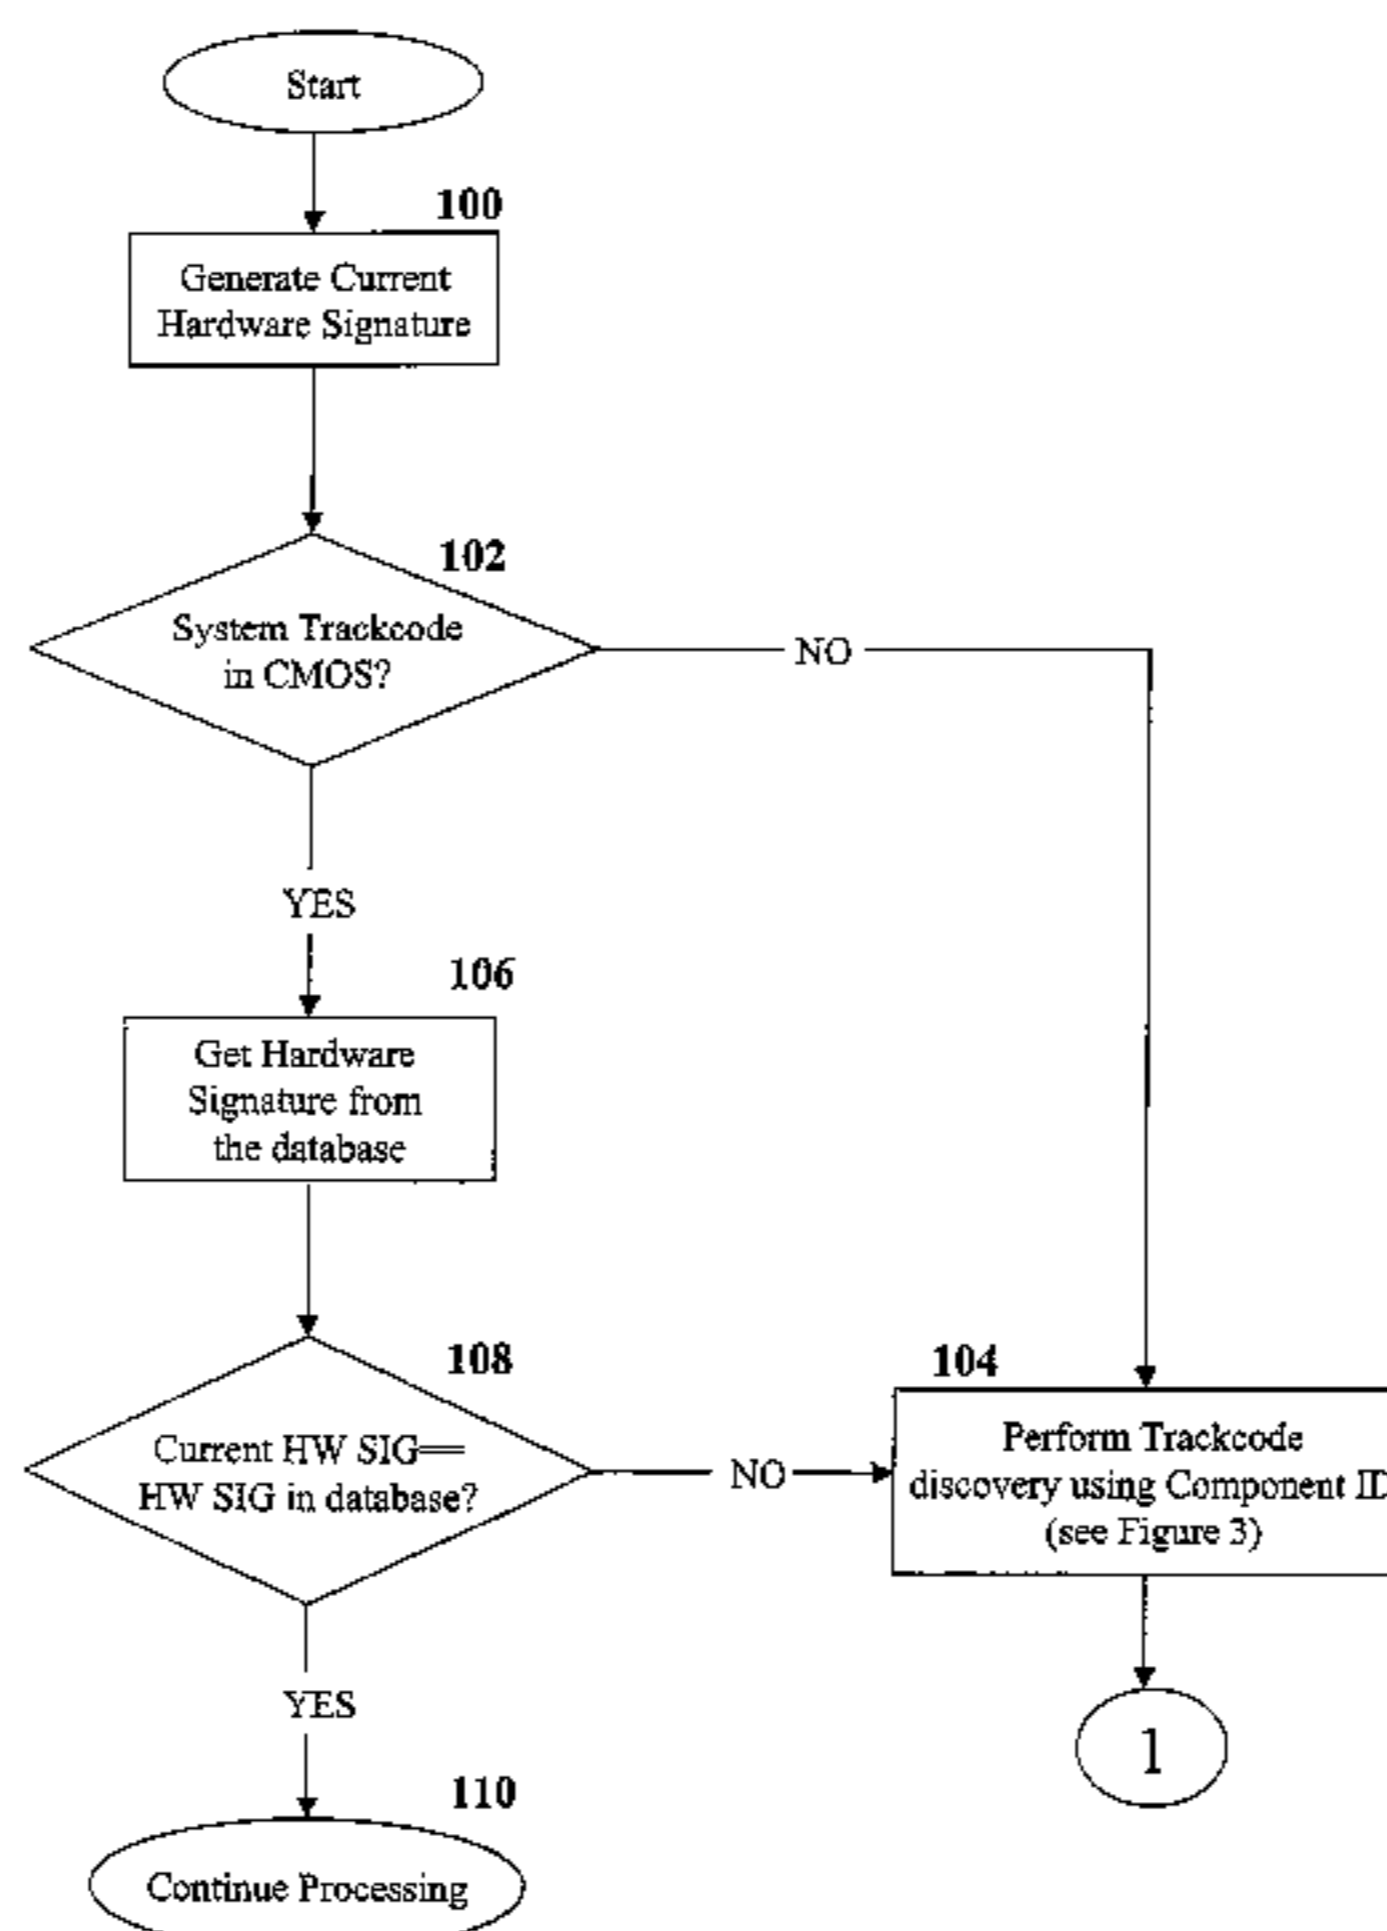 Start
100
Generate Current
Hardware Signature
102
System Trackcode
in CMOS?
NO
YES
106
Get Hardware
Signature from
the database
108
Current HW SIG==
HW SIG in database?
NO
104
Perform Trackcode
discovery using Component ID
(see Figure 3)
YES
1
110
Continue Processing